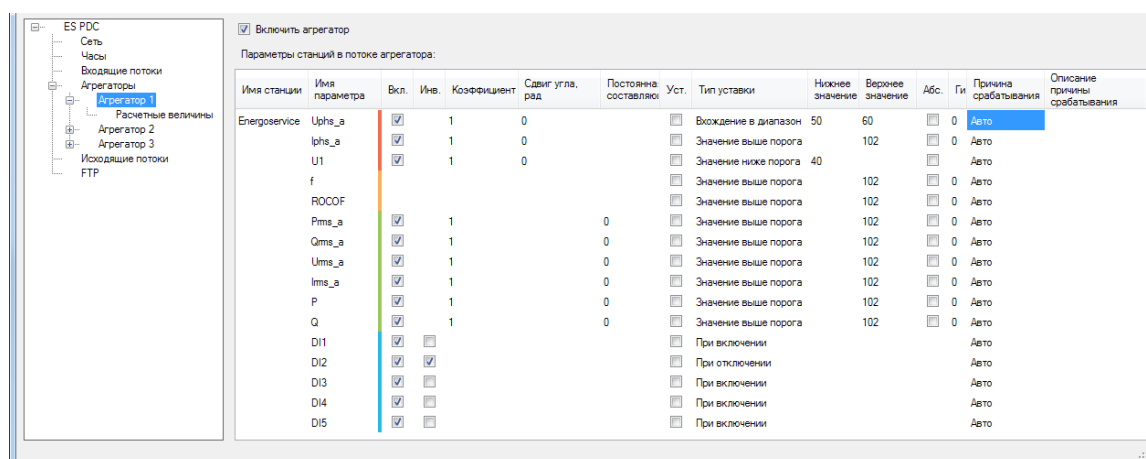 ES PDC
Сеть
Часы
Входящие потоки
Агрегаторы
Агрегатор 1
Расчетные величины
Агрегатор 2
Агрегатор 3
Исходящие потоки
FTP
Включить агрегатор
Параметры станций в потоке агрегатора:
Имя станции Имя параметра Вкл. Инв. Коэффициент Сдвиг угла, рад Постоянна составляющ Уст. Тип уставки Нижнее значение Верхнее значение Абс. Ги Причина срабатывания Описание причины срабатывания
Energoservice Uphs_a 1 0 Вхождение в диапазон 50 60 0 Авто
Iphs_a 1 0 Значение выше порога 102 0 Авто
U1 1 0 Значение ниже порога 40 Авто
f Значение выше порога 102 0 Авто
ROCOF Значение выше порога 102 0 Авто
Prms_a 1 0 Значение выше порога 102 0 Авто
Qrms_a 1 0 Значение выше порога 102 0 Авто
Urms_a 1 0 Значение выше порога 102 0 Авто
Irms_a 1 0 Значение выше порога 102 0 Авто
P 1 0 Значение выше порога 102 0 Авто
Q 1 0 Значение выше порога 102 0 Авто
DI1 При включении Авто
DI2 При отключении Авто
DI3 При включении Авто
DI4 При включении Авто
DI5 При включении Авто